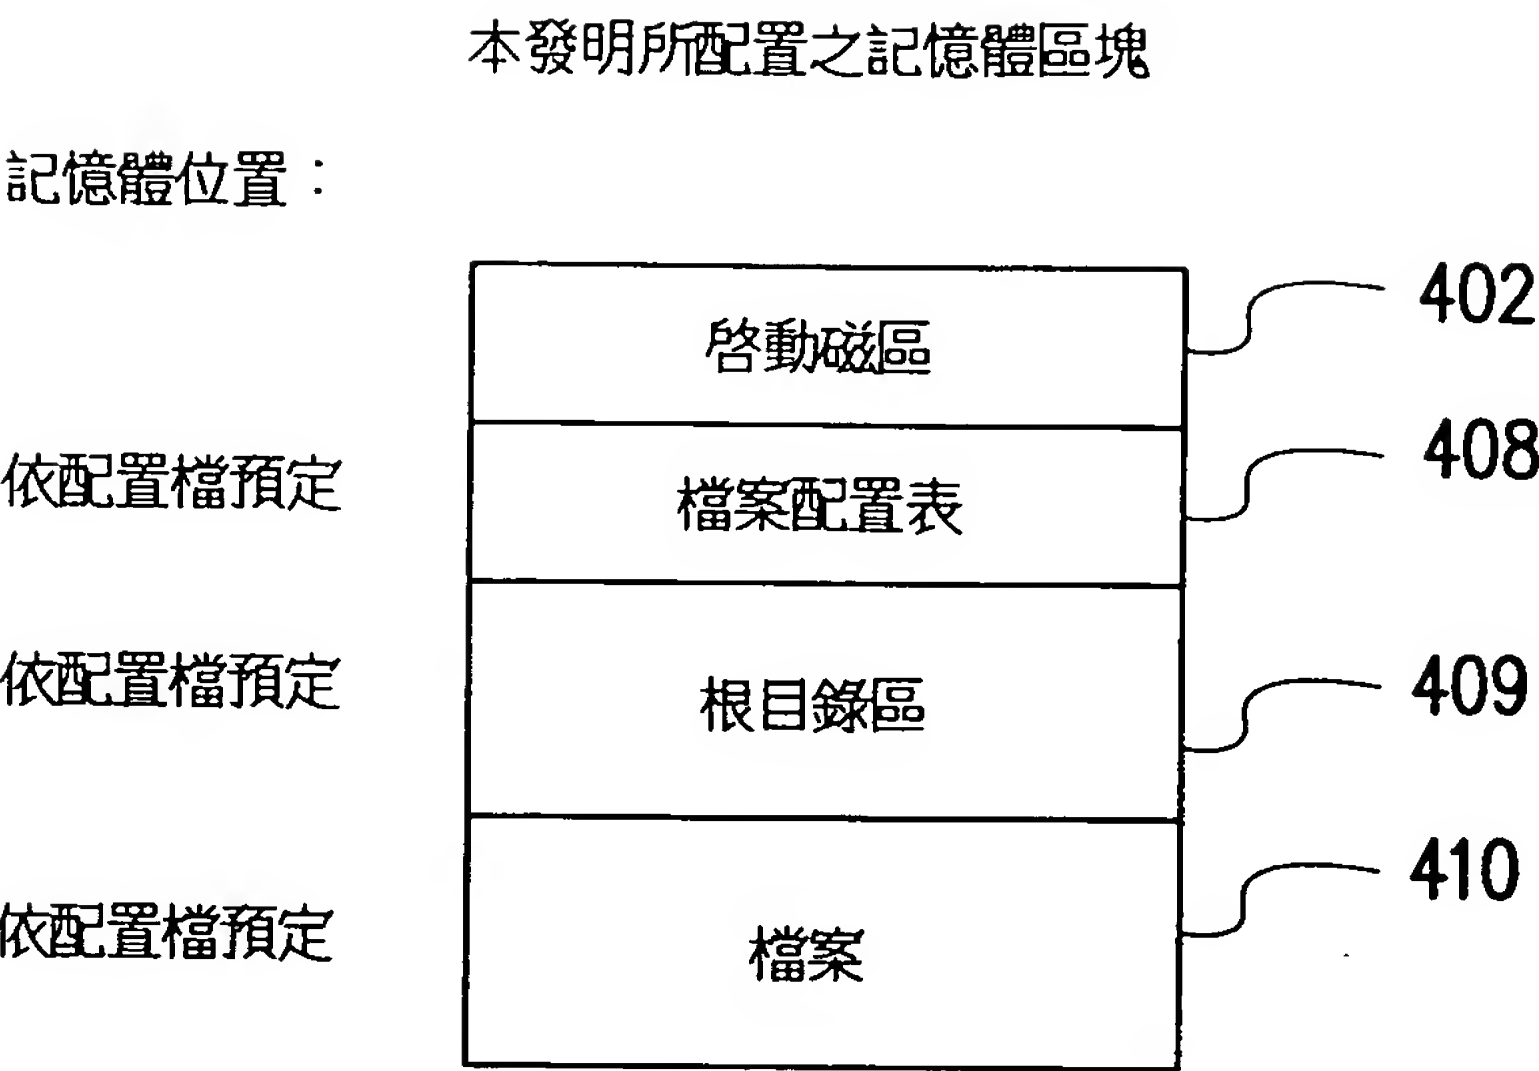 本發明所配置之記憶體區塊
記憶體位置：
啓動磁區
402
依配置檔預定
檔案配置表
408
依配置檔預定
根目錄區
409
依配置檔預定
檔案
410